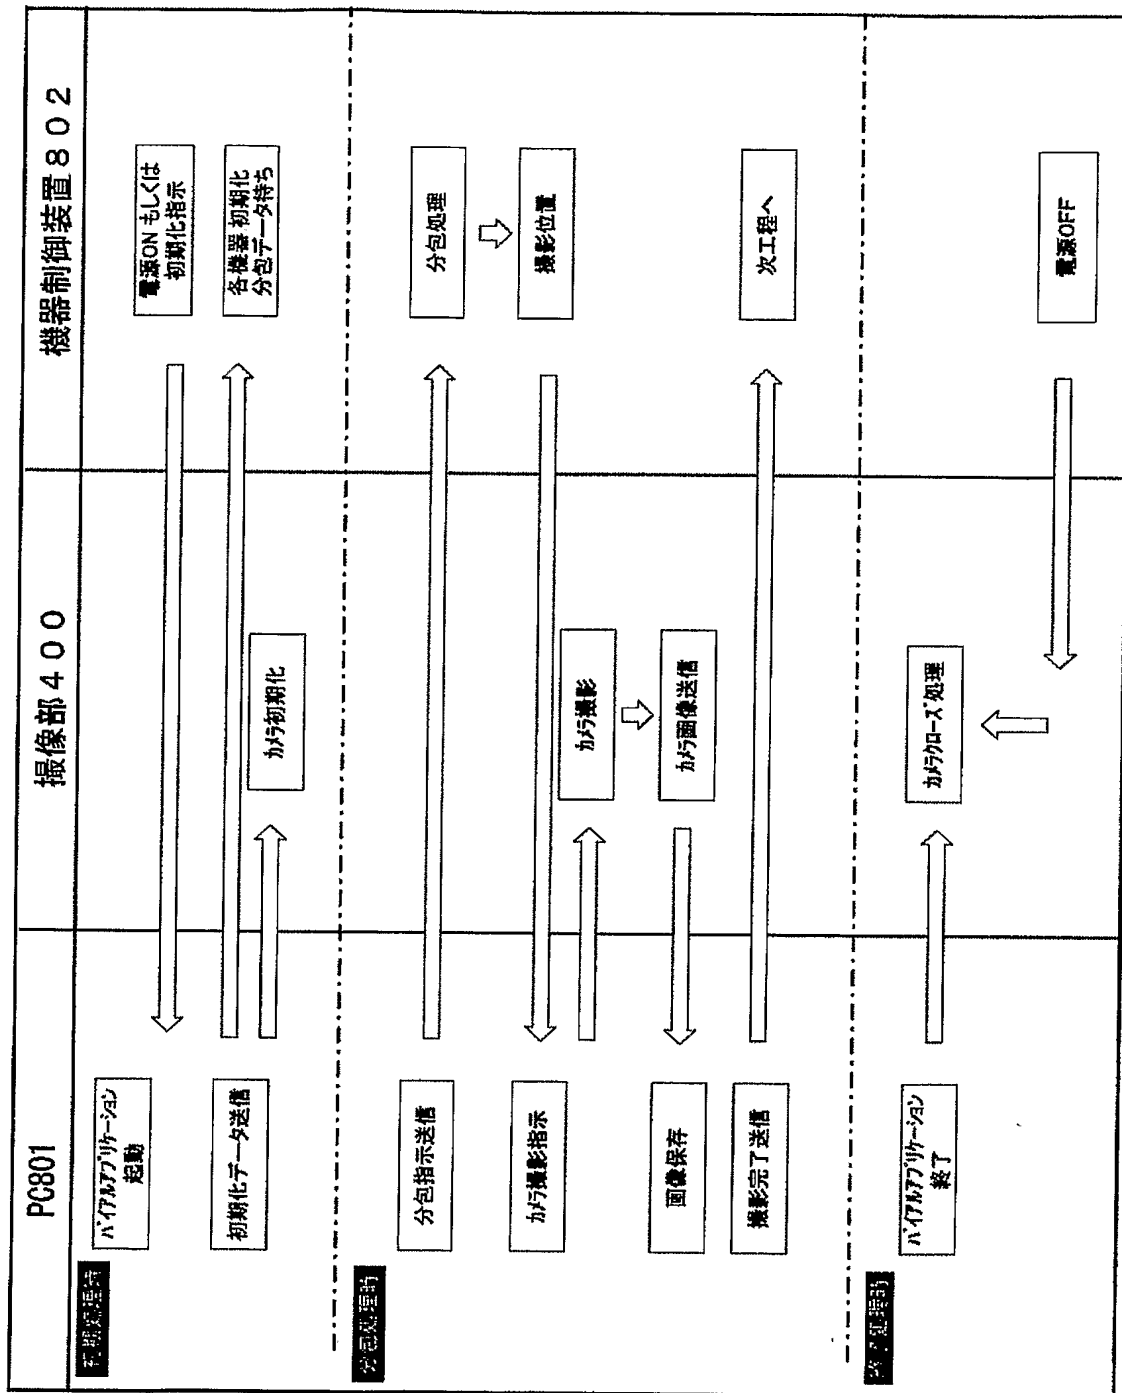 PC801
撮像部400
機器制御装置802
初期処理時
バイアルアプリケーション
起動
電源ONもしくは
初期化指示
初期化データ送信
各機器初期化
分包データ待ち
カメラ初期化
分包処理時
分包指示送信
分包処理
カメラ撮影指示
撮影位置
カメラ撮影
画像保存
カメラ画像送信
撮影完了送信
次工程へ
終了処理時
バイアルアプリケーション
終了
カメラクローズ処理
電源OFF